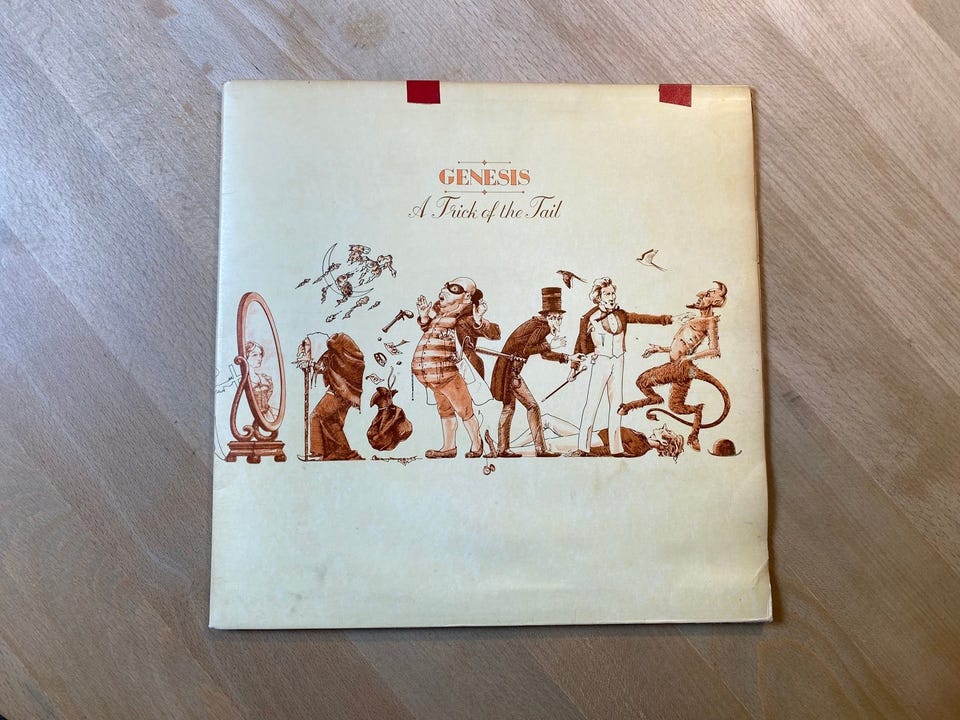 GENESIS
A Trick of the Tail